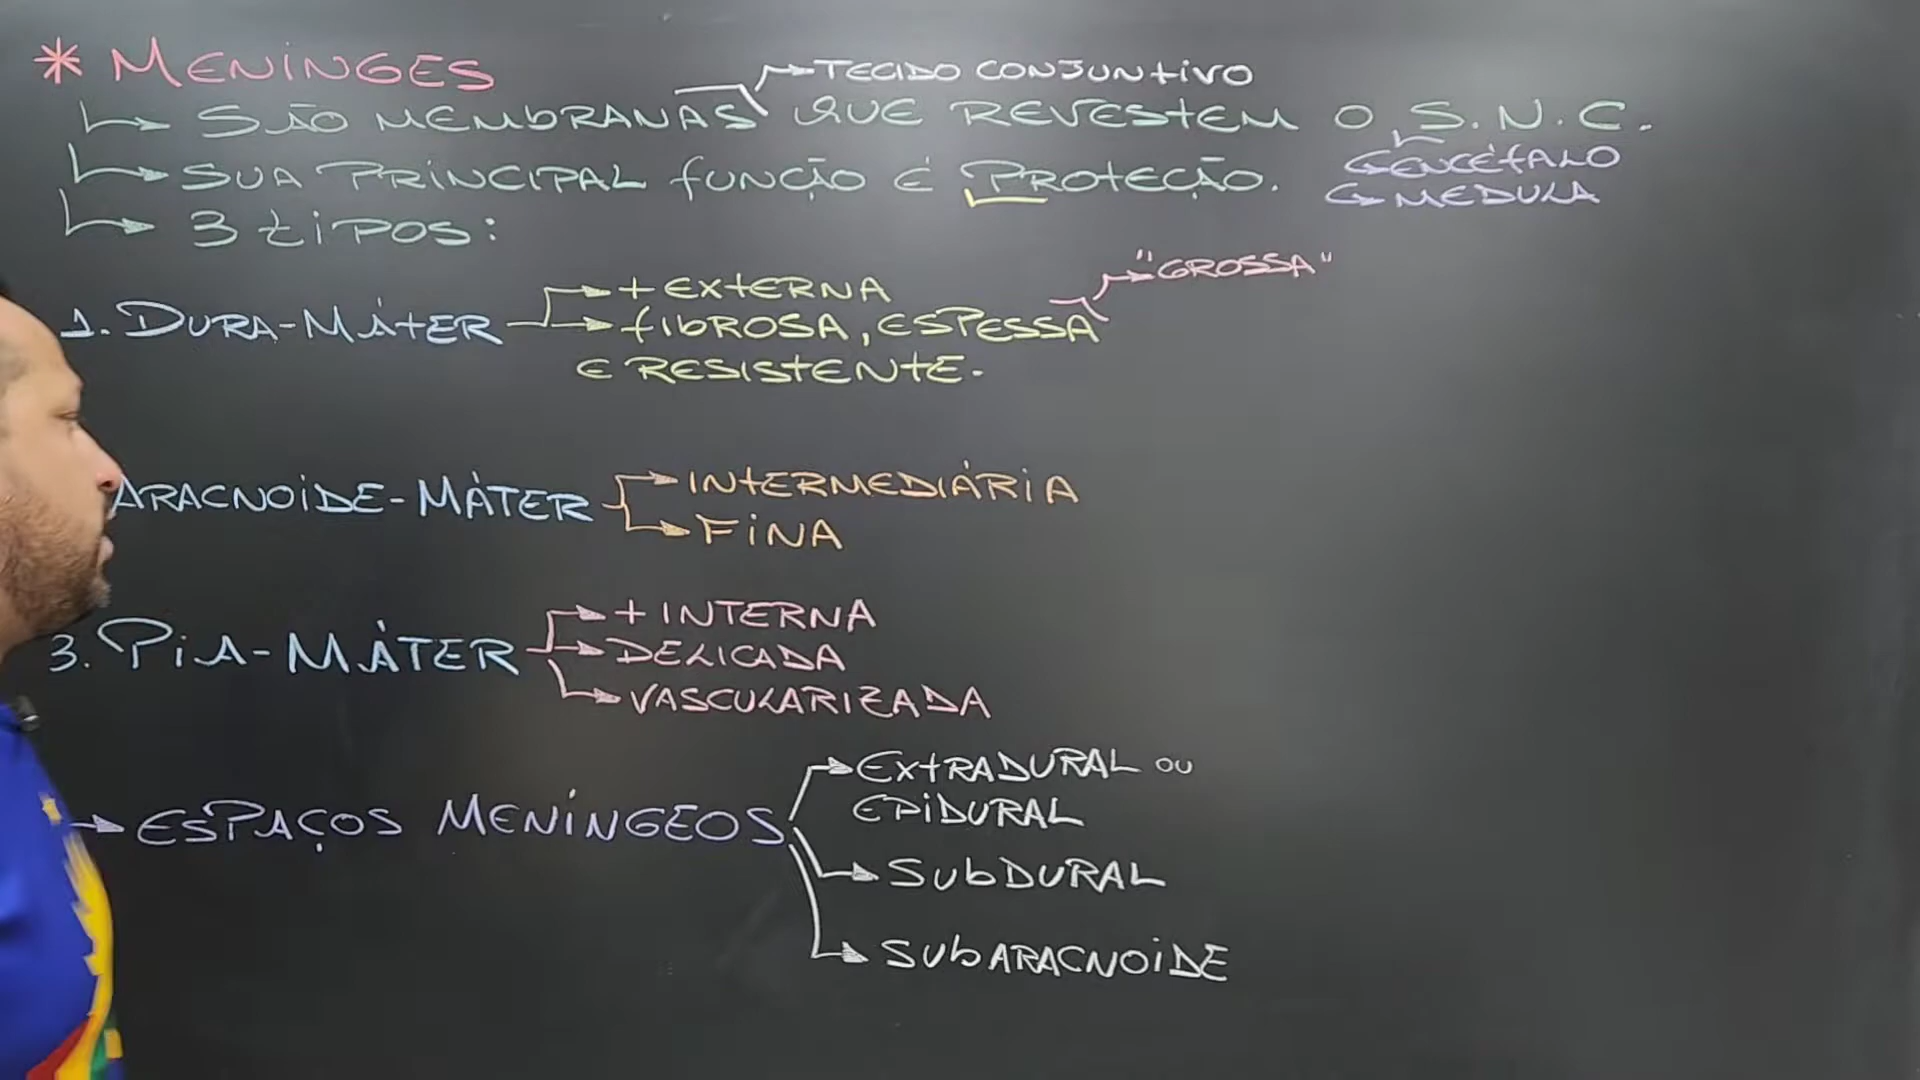 * MENINGES
TECIDO CONJUNTIVO
SÃO MEMBRANAS QUE REVESTEM O S.N.C.
ENCÉFALO
SUA PRINCIPAL FUNÇÃO É PROTEÇÃO.
MEDULA
3 tipos:
"GROSSA"
+ EXTERNA
1. DURA-MÁTER
FIBROSA, ESPESSA
E RESISTENTE.
INTERMEDIÁRIA
ARACNOIDE-MÁTER
FINA
+ INTERNA
3. PIA-MÁTER
DELICADA
VASCULARIZADA
EXTRADURAL OU
EPIDURAL
ESPAÇOS MENÍNGEOS
SUBDURAL
SUBARACNOIDE